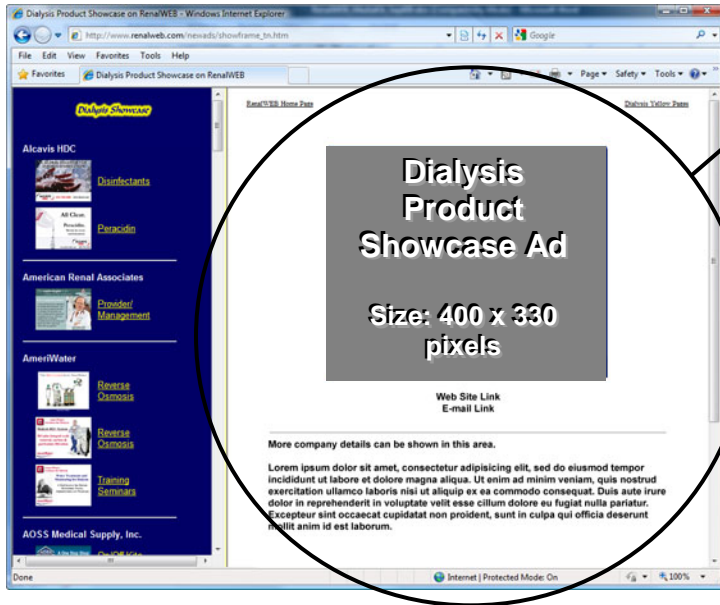 Dialysis Product Showcase on RenalWEB - Windows Internet Explorer
http://www.renalweb.com/newads/showframe_tn.htm
Google
File Edit View Favorites Tools Help
Favorites
Dialysis Product Showcase on RenalWEB
Page
Safety
Tools
Dialysis Showcase
Alcavis HDC
Disinfectants
All Clean.
Peracidin.
Peracidin
American Renal Associates
Provider/
Management
AmeriWater
Reverse
Osmosis
Reverse
Osmosis
Training
Seminars
AOSS Medical Supply, Inc.
On/Off Kits
RenalWEB Home Page
Dialysis Yellow Pages
Dialysis
Product
Showcase Ad
Size: 400 x 330
pixels
Web Site Link
E-mail Link
More company details can be shown in this area.
Lorem ipsum dolor sit amet, consectetur adipisicing elit, sed do eiusmod tempor
incididunt ut labore et dolore magna aliqua. Ut enim ad minim veniam, quis nostrud
exercitation ullamco laboris nisi ut aliquip ex ea commodo consequat. Duis aute irure
dolor in reprehenderit in voluptate velit esse cillum dolore eu fugiat nulla pariatur.
Excepteur sint occaecat cupidatat non proident, sunt in culpa qui officia deserunt
mollit anim id est laborum.
Done
Internet | Protected Mode: On
100%